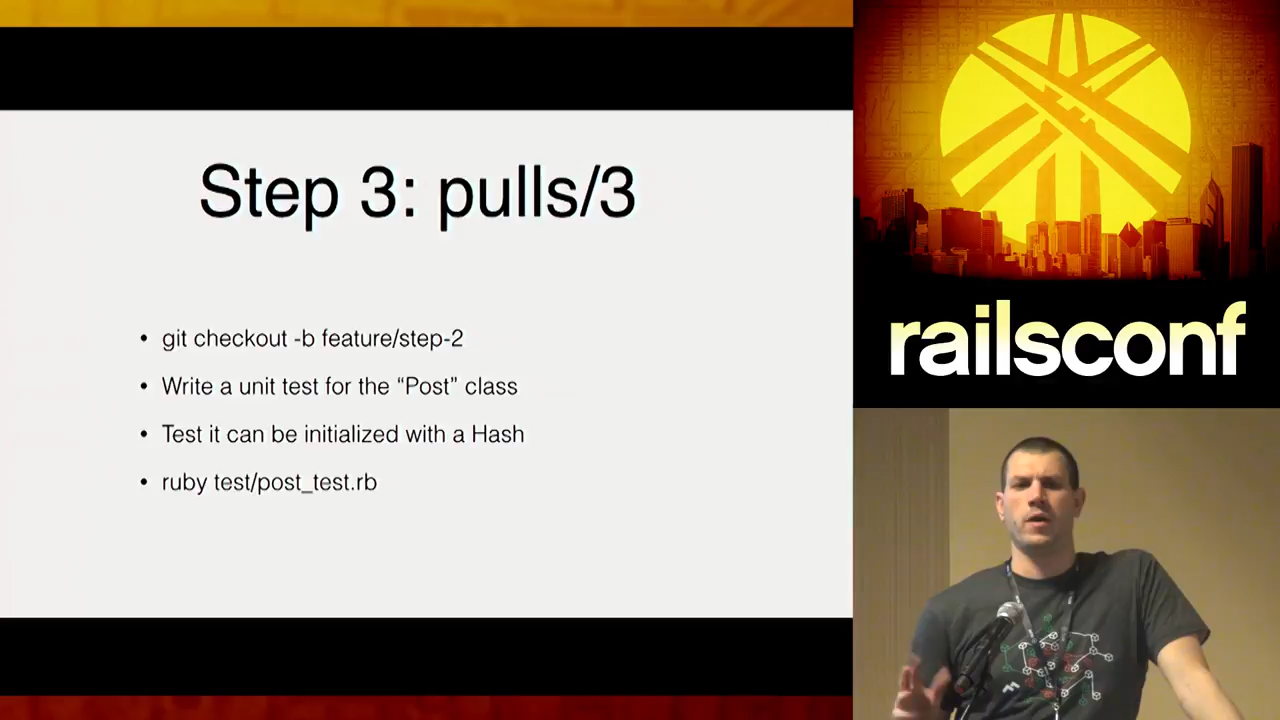 Step 3: pulls/3
• git checkout -b feature/step-2
• Write a unit test for the “Post” class
• Test it can be initialized with a Hash
• ruby test/post_test.rb
railsconf